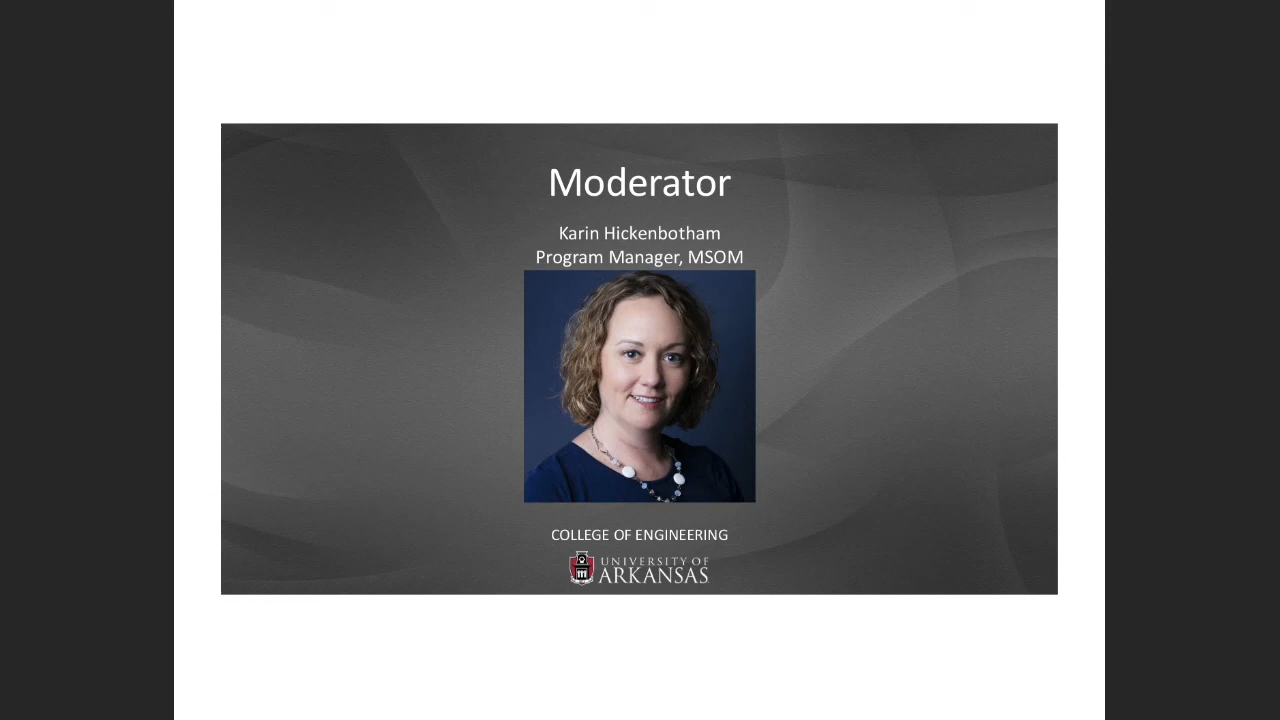 Moderator
Karin Hickenbotham
Program Manager, MSOM
COLLEGE OF ENGINEERING
UNIVERSITY OF
ARKANSAS